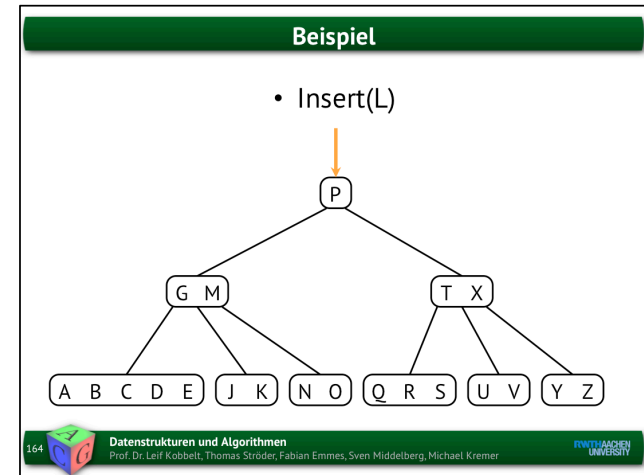 Beispiel
• Insert(L)
P
G M
T X
A B C D E
J K
N O
Q R S
U V
Y Z
164
A
C G
Datenstrukturen und Algorithmen
Prof. Dr. Leif Kobbelt, Thomas Ströder, Fabian Emmes, Sven Middelberg, Michael Kremer
RWTHAACHEN
UNIVERSITY